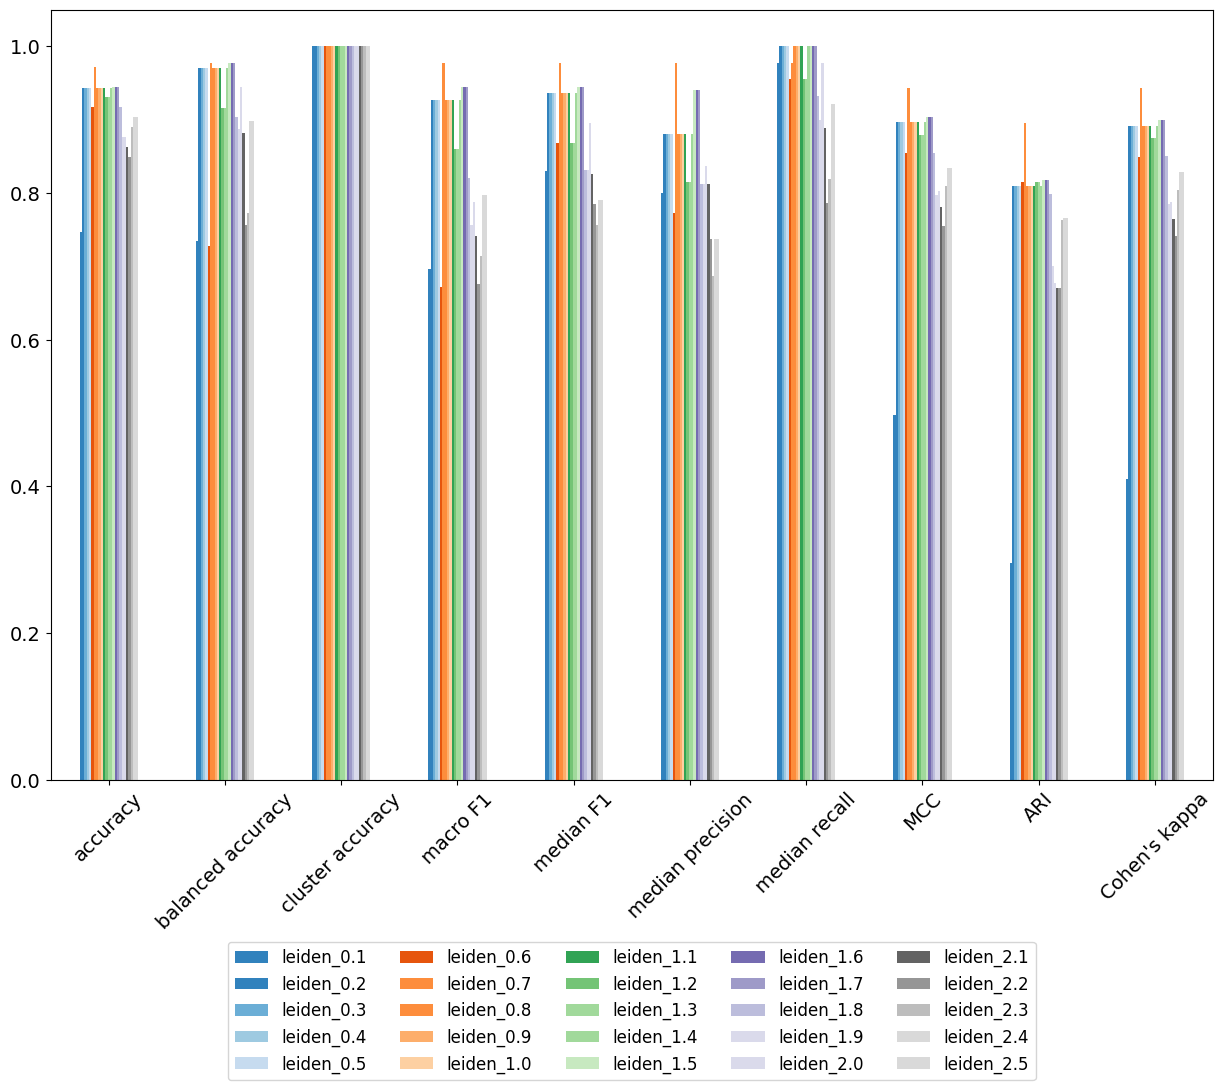 1.0
0.8
0.6
0.4
0.2
0.0
accuracy
balanced accuracy
cluster accuracy
macro F1
median F1
median precision
median recall
MCC
ARI
Cohen's kappa
leiden_0.1 leiden_0.6 leiden_1.1 leiden_1.6 leiden_2.1
leiden_0.2 leiden_0.7 leiden_1.2 leiden_1.7 leiden_2.2
leiden_0.3 leiden_0.8 leiden_1.3 leiden_1.8 leiden_2.3
leiden_0.4 leiden_0.9 leiden_1.4 leiden_1.9 leiden_2.4
leiden_0.5 leiden_1.0 leiden_1.5 leiden_2.0 leiden_2.5